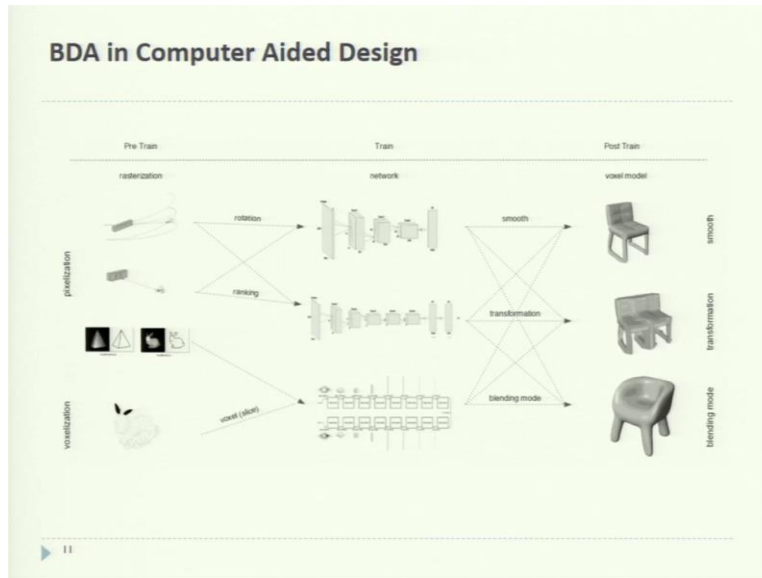 BDA in Computer Aided Design
Pre Train
Train
Post Train
rasterization
network
voxel model
pixelization
rotation
smooth
smooth
ranking
transformation
transformation
voxelization
voxel (slice)
blending mode
blending mode
11